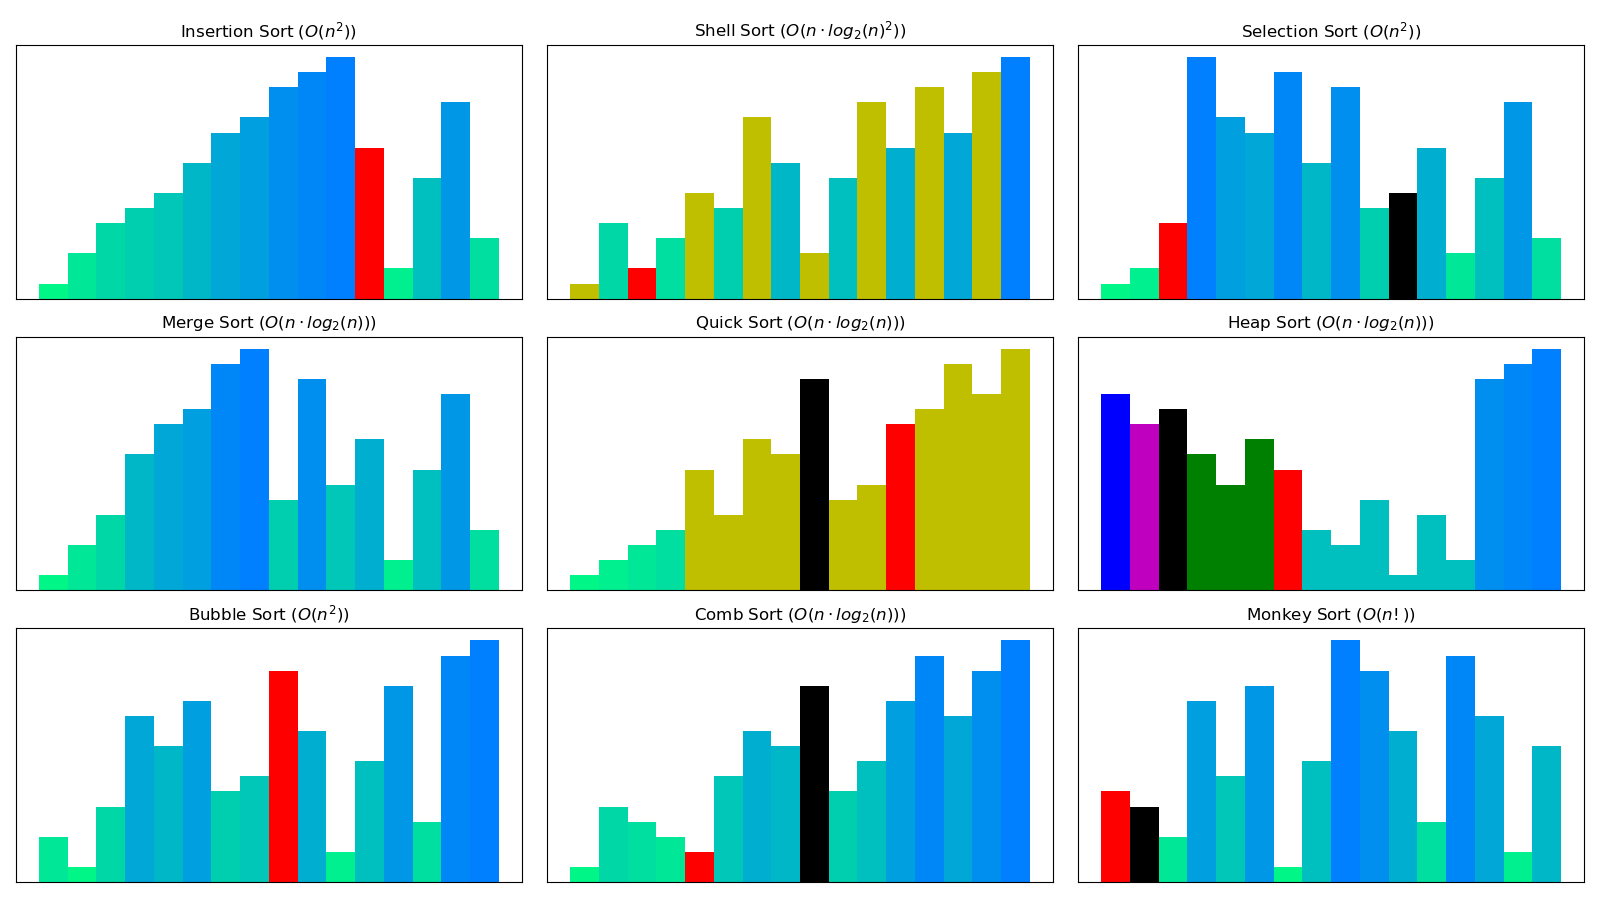 Insertion Sort (O(n²))
Shell Sort (O(n · log₂(n)²))
Selection Sort (O(n²))
Merge Sort (O(n · log₂(n)))
Quick Sort (O(n · log₂(n)))
Heap Sort (O(n · log₂(n)))
Bubble Sort (O(n²))
Comb Sort (O(n · log₂(n)))
Monkey Sort (O(n!))